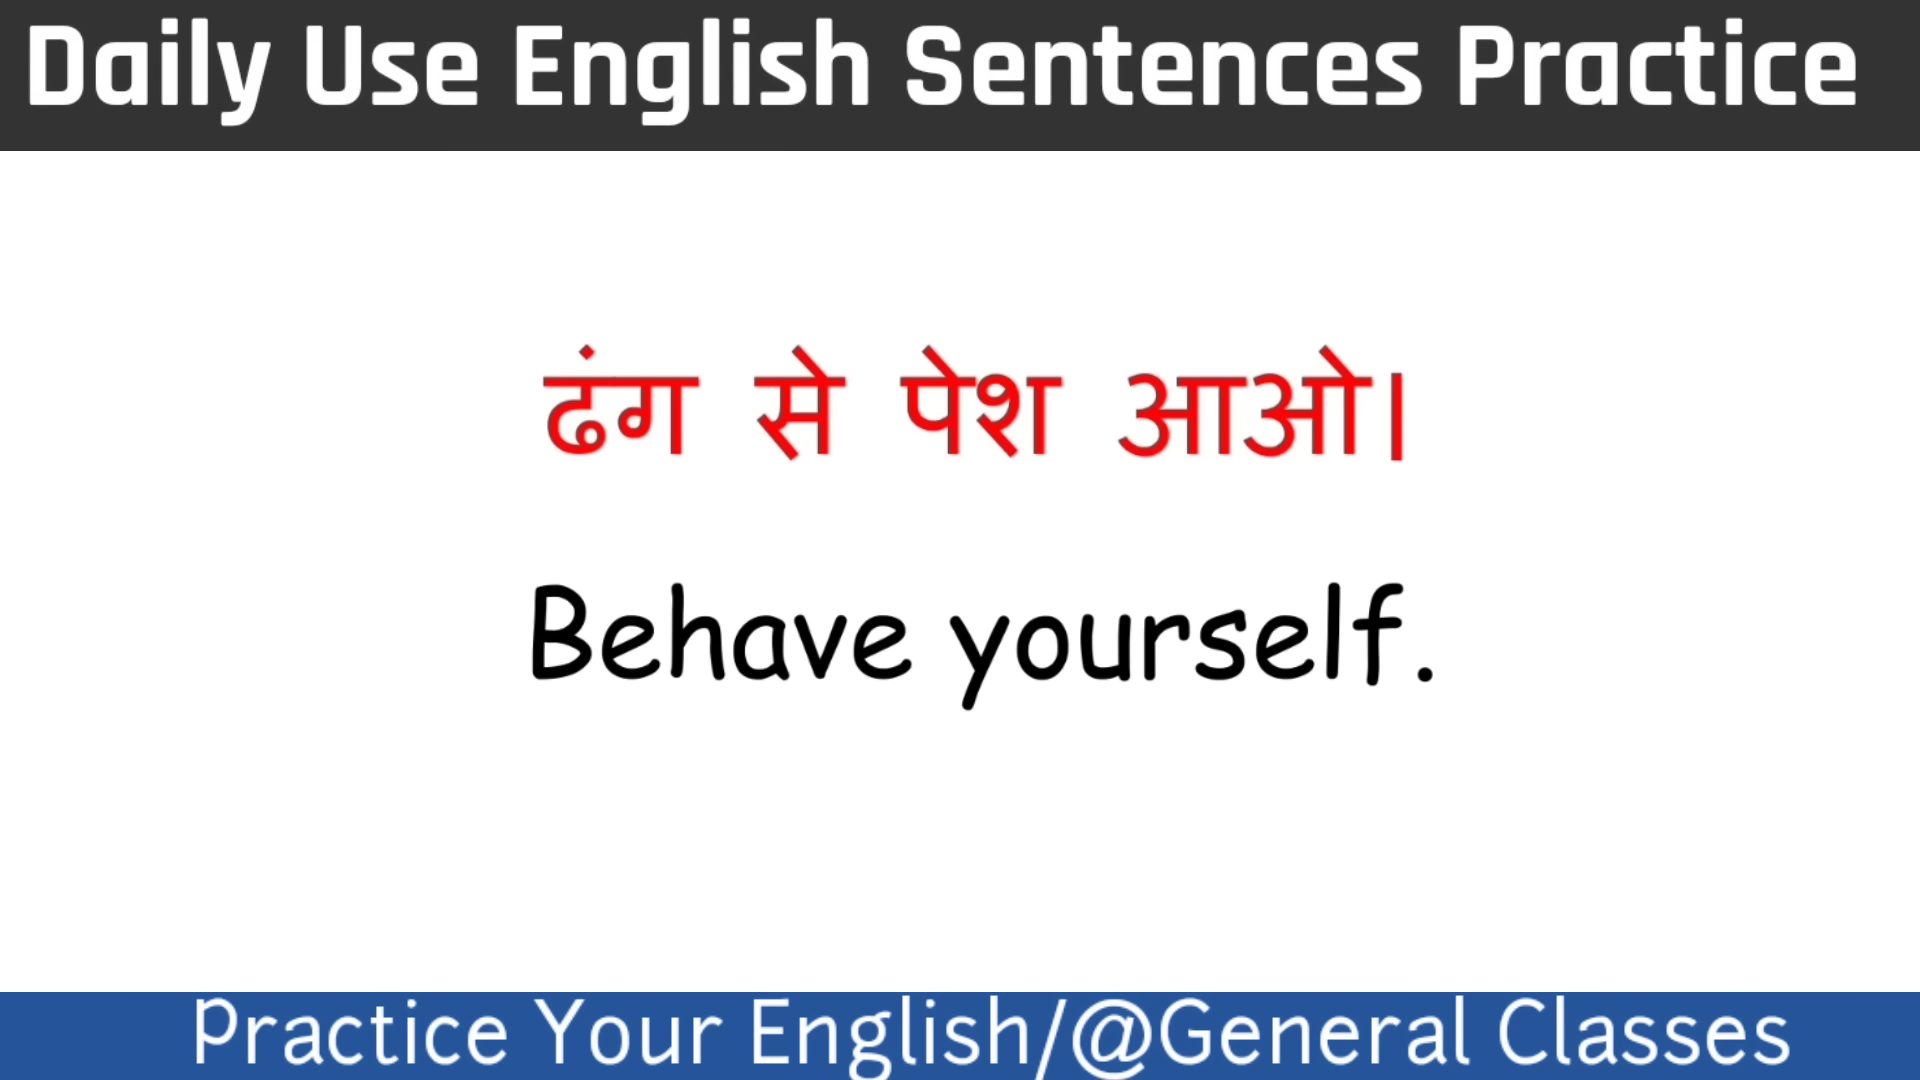 Daily Use English Sentences Practice
ढंग से पेश आओ।
Behave yourself.
Practice Your English/@General Classes